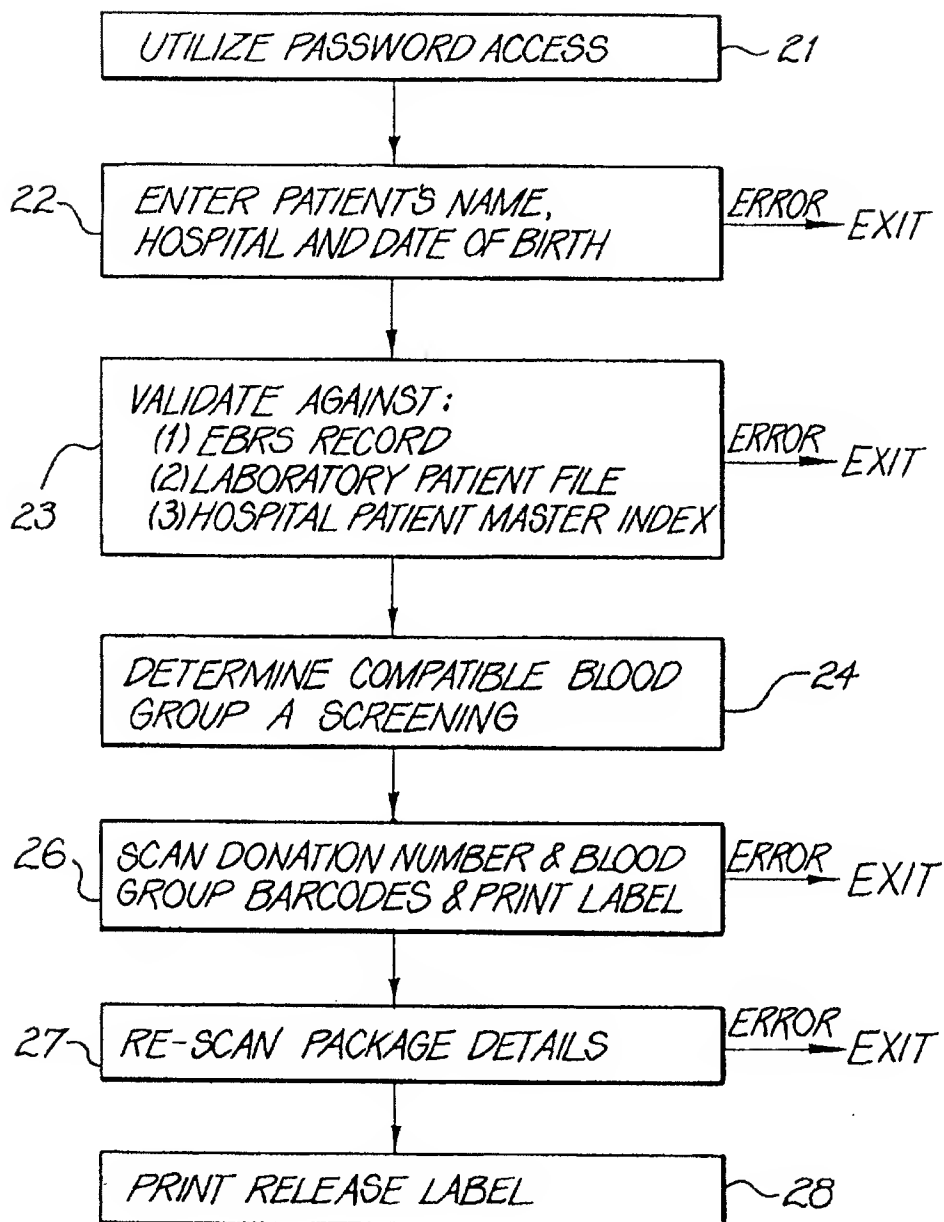 UTILIZE PASSWORD ACCESS 21
22 ENTER PATIENT'S NAME,
HOSPITAL AND DATE OF BIRTH
ERROR EXIT
VALIDATE AGAINST:
(1) EBRS RECORD
(2) LABORATORY PATIENT FILE
(3) HOSPITAL PATIENT MASTER INDEX
23
ERROR EXIT
DETERMINE COMPATIBLE BLOOD
GROUP A SCREENING
24
26 SCAN DONATION NUMBER & BLOOD
GROUP BARCODES & PRINT LABEL
ERROR EXIT
27 RE-SCAN PACKAGE DETAILS
ERROR EXIT
PRINT RELEASE LABEL 28